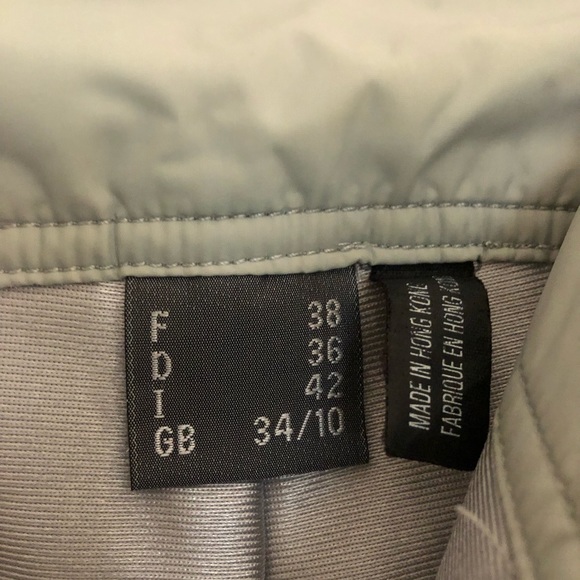 F 38
D 36
I 42
GB 34/10
MADE IN HONG KONG
FABRIQUE EN HONG KONG